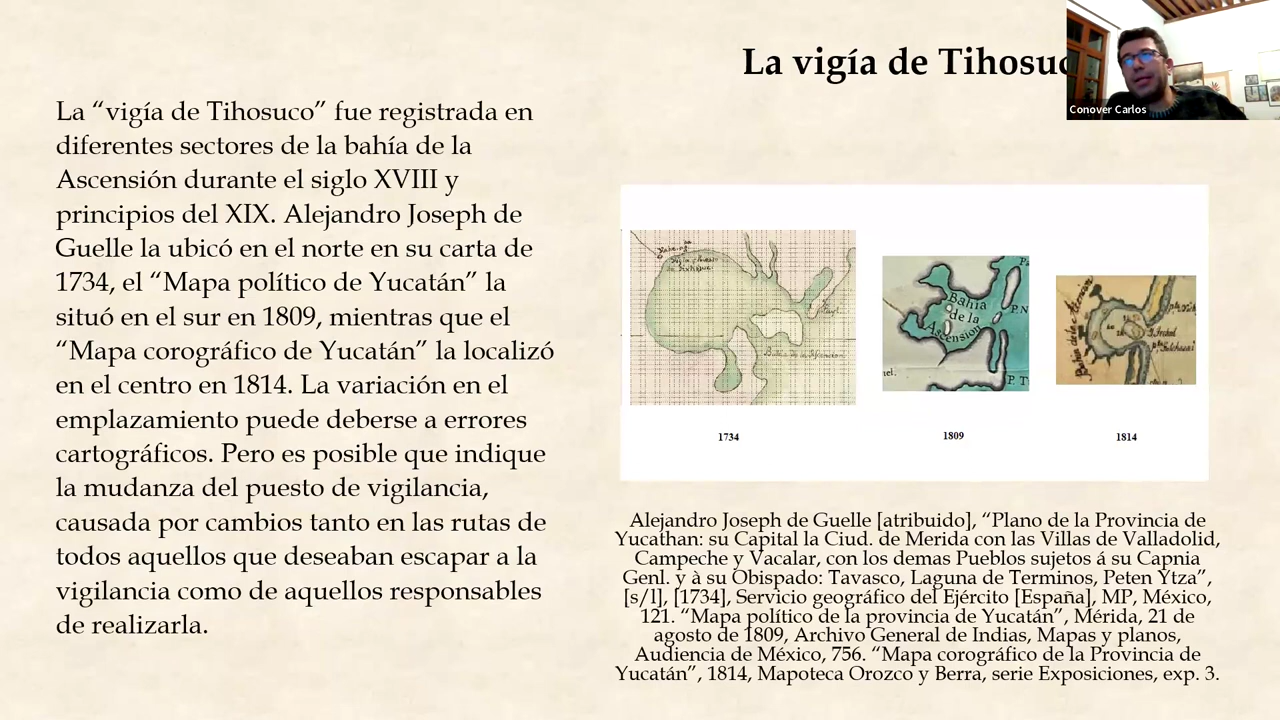 La vigía de Tihosuc
Conover Carlos
La “vigía de Tihosuco” fue registrada en
diferentes sectores de la bahía de la
Ascensión durante el siglo XVIII y
principios del XIX. Alejandro Joseph de
Guelle la ubicó en el norte en su carta de
1734, el “Mapa político de Yucatán” la
situó en el sur en 1809, mientras que el
“Mapa corográfico de Yucatán” la localizó
en el centro en 1814. La variación en el
emplazamiento puede deberse a errores
cartográficos. Pero es posible que indique
la mudanza del puesto de vigilancia,
causada por cambios tanto en las rutas de
todos aquellos que deseaban escapar a la
vigilancia como de aquellos responsables
de realizarla.
Bahia
de la
Ascension
P.N
P. T
1734
1809
1814
Alejandro Joseph de Guelle [atribuido], “Plano de la Provincia de
Yucathan: su Capital la Ciud. de Merida con las Villas de Valladolid,
Campeche y Vacalar, con los demas Pueblos sujetos á su Capnia
Genl. y à su Obispado: Tavasco, Laguna de Terminos, Peten Ytza”,
[s/l], [1734], Servicio geográfico del Ejército [España], MP, México,
121. “Mapa político de la provincia de Yucatán”, Mérida, 21 de
agosto de 1809, Archivo General de Indias, Mapas y planos,
Audiencia de México, 756. “Mapa corográfico de la Provincia de
Yucatán”, 1814, Mapoteca Orozco y Berra, serie Exposiciones, exp. 3.